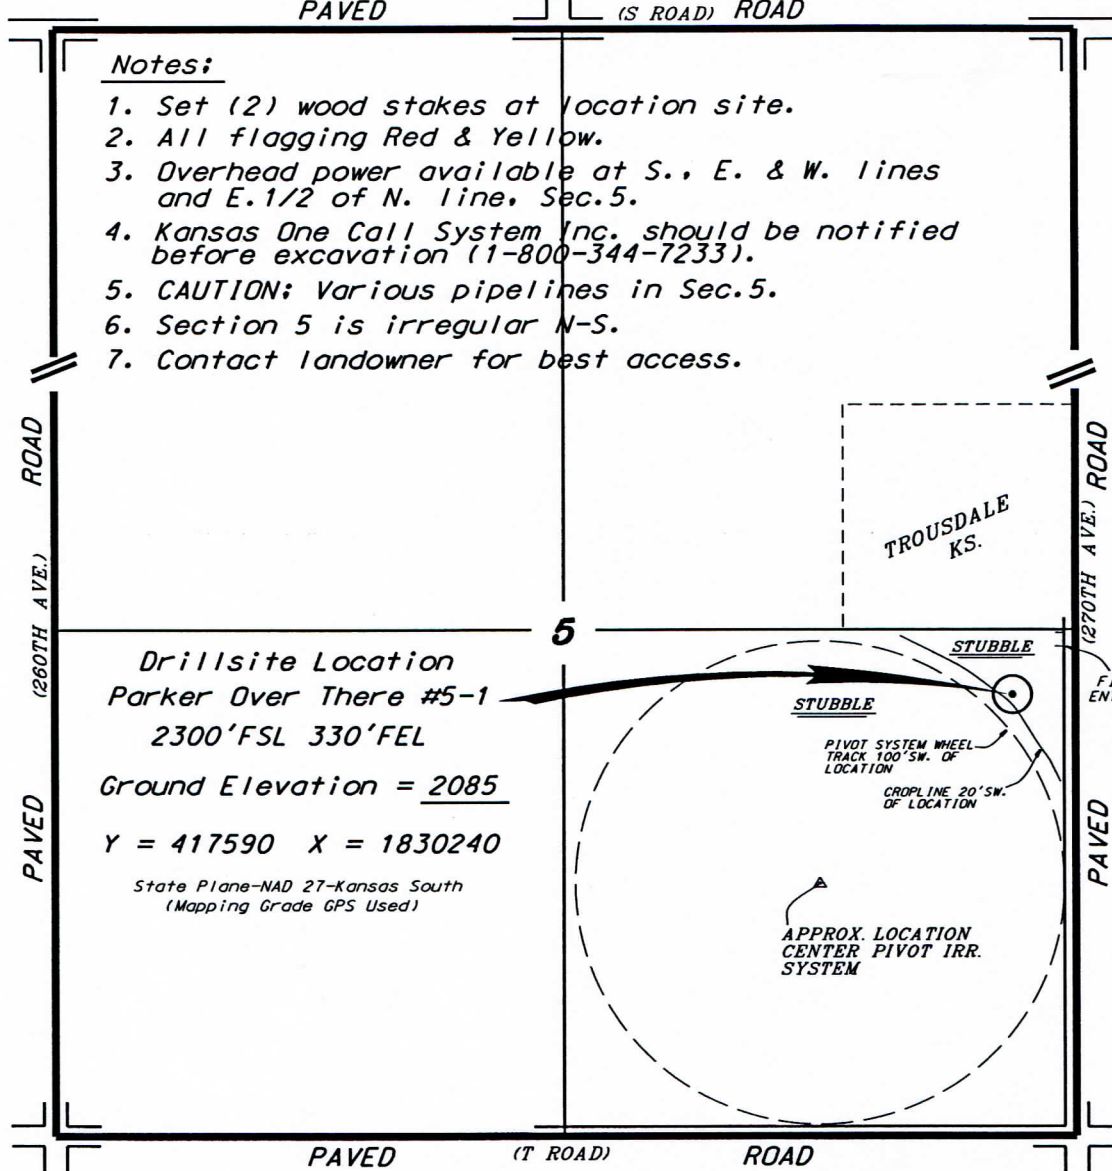 PAVED (S ROAD) ROAD
Notes:
1. Set (2) wood stakes at location site.
2. All flagging Red & Yellow.
3. Overhead power available at S., E. & W. lines
and E.1/2 of N. line, Sec.5.
4. Kansas One Call System Inc. should be notified
before excavation (1-800-344-7233).
5. CAUTION: Various pipelines in Sec.5.
6. Section 5 is irregular N-S.
7. Contact landowner for best access.
PAVED (260TH AVE.) ROAD
PAVED (270TH AVE.) ROAD
TROUSDALE
KS.
5
Drillsite Location
Parker Over There #5-1
2300'FSL 330'FEL
Ground Elevation = 2085
Y = 417590 X = 1830240
State Plane-NAD 27-Kansas South
(Mapping Grade GPS Used)
STUBBLE
STUBBLE
PIVOT SYSTEM WHEEL
TRACK 100'SW. OF
LOCATION
CROPLINE 20'SW.
OF LOCATION
APPROX. LOCATION
CENTER PIVOT IRR.
SYSTEM
PAVED (T ROAD) ROAD